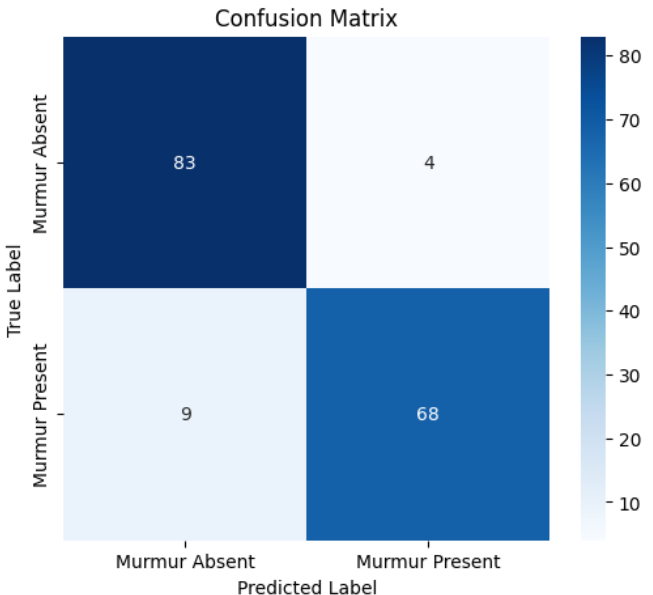 Confusion Matrix
True Label
Murmur Absent
Murmur Present
83
4
9
68
Murmur Absent
Murmur Present
Predicted Label
80
70
60
50
40
30
20
10